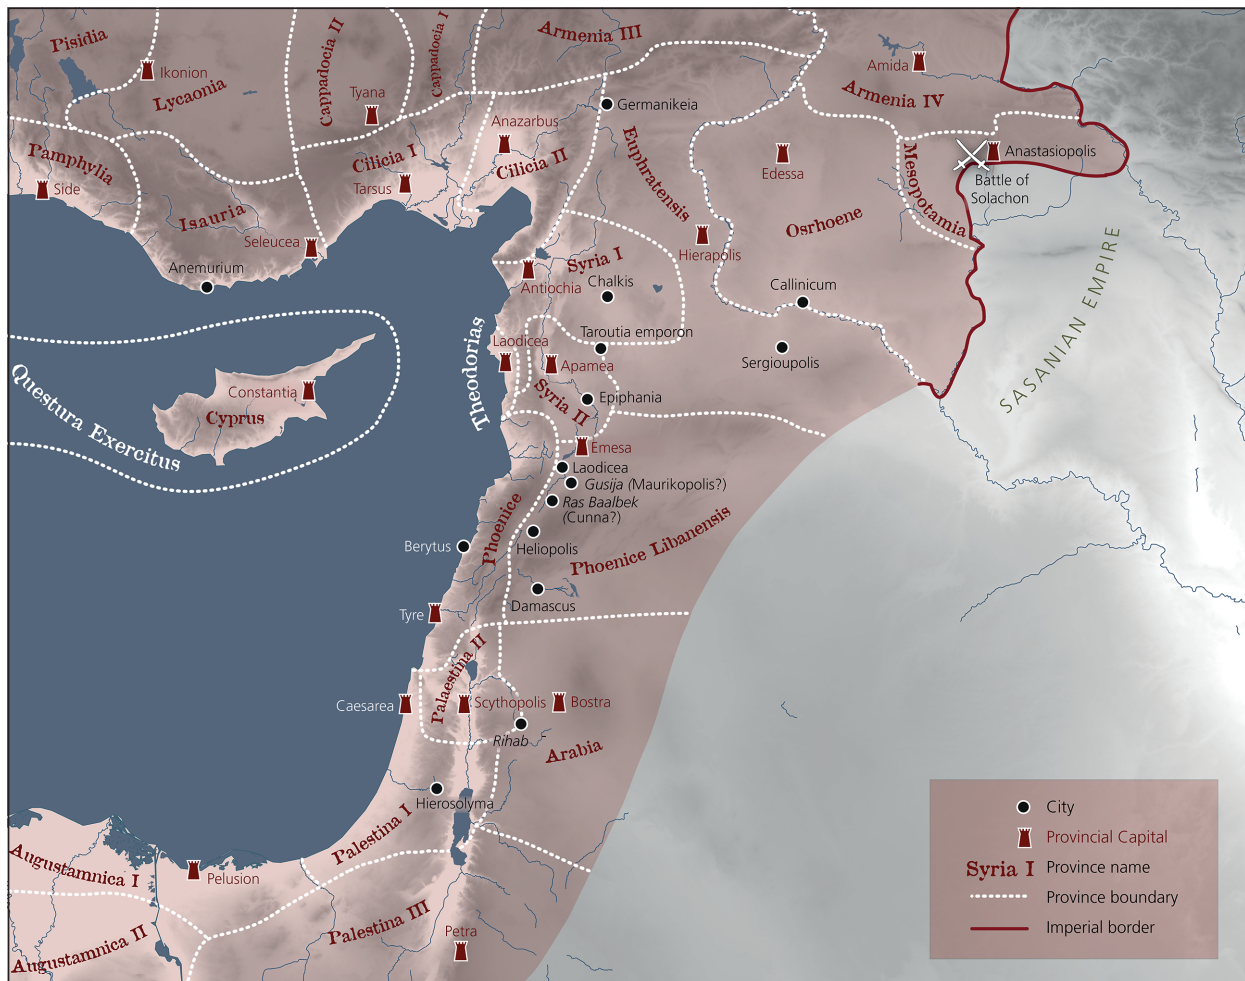 Pisidia
Ikonion
Lycaonia
Cappadocia II
Tyana
Cappadocia I
Armenia III
Germanikeia
Amida
Armenia IV
Anazarbus
Cilicia I
Cilicia II
Tarsus
Pamphylia
Side
Isauria
Seleucea
Anemurium
Euphratensis
Edessa
Osrhoene
Mesopotamia
Anastasiopolis
Battle of
Solachon
Hierapolis
SASANIAN EMPIRE
Syria I
Antiochia
Chalkis
Callinicum
Taroutia emporon
Sergioupolis
Theodorias
Laodicea
Apamea
Syria II
Epiphania
Questura Exercitus
Constantia
Cyprus
Emesa
Laodicea
Gusija (Maurikopolis?)
Ras Baalbek
(Cunna?)
Phoenice
Heliopolis
Phoenice Libanensis
Berytus
Damascus
Tyre
Palaestina II
Caesarea
Scythopolis
Bostra
Rihab
Arabia
Hierosolyma
Palestina I
Augustamnica I
Pelusion
Palestina III
Augustamnica II
Petra
City
Provincial Capital
Syria I Province name
Province boundary
Imperial border